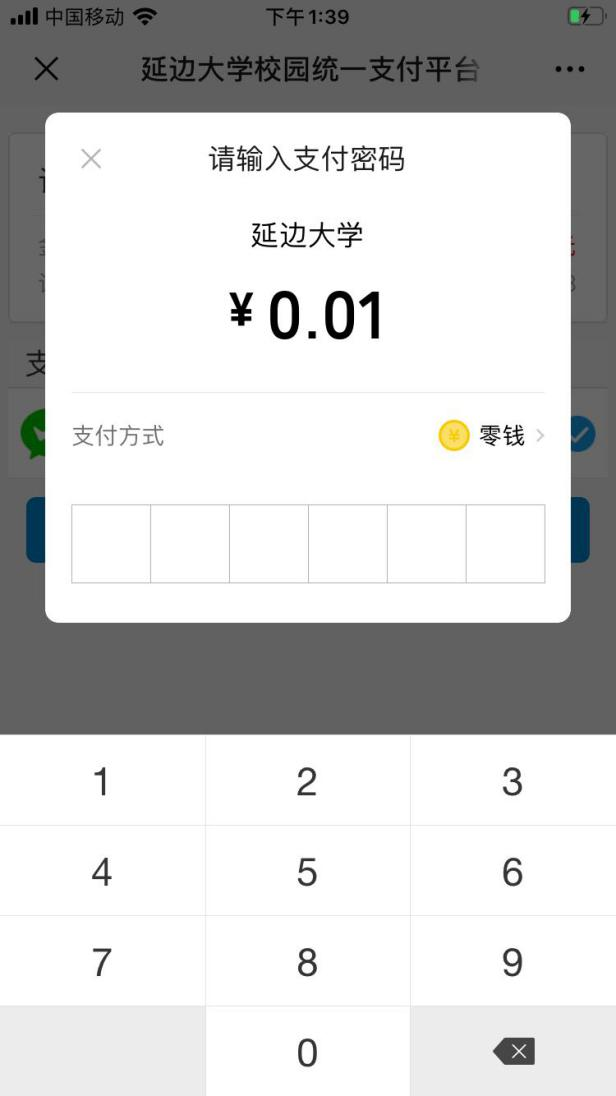 中国移动
下午1:39
延边大学校园统一支付平台
请输入支付密码
延边大学
¥ 0.01
支付方式
¥ 零钱
支
1 2 3
4 5 6
7 8 9
0